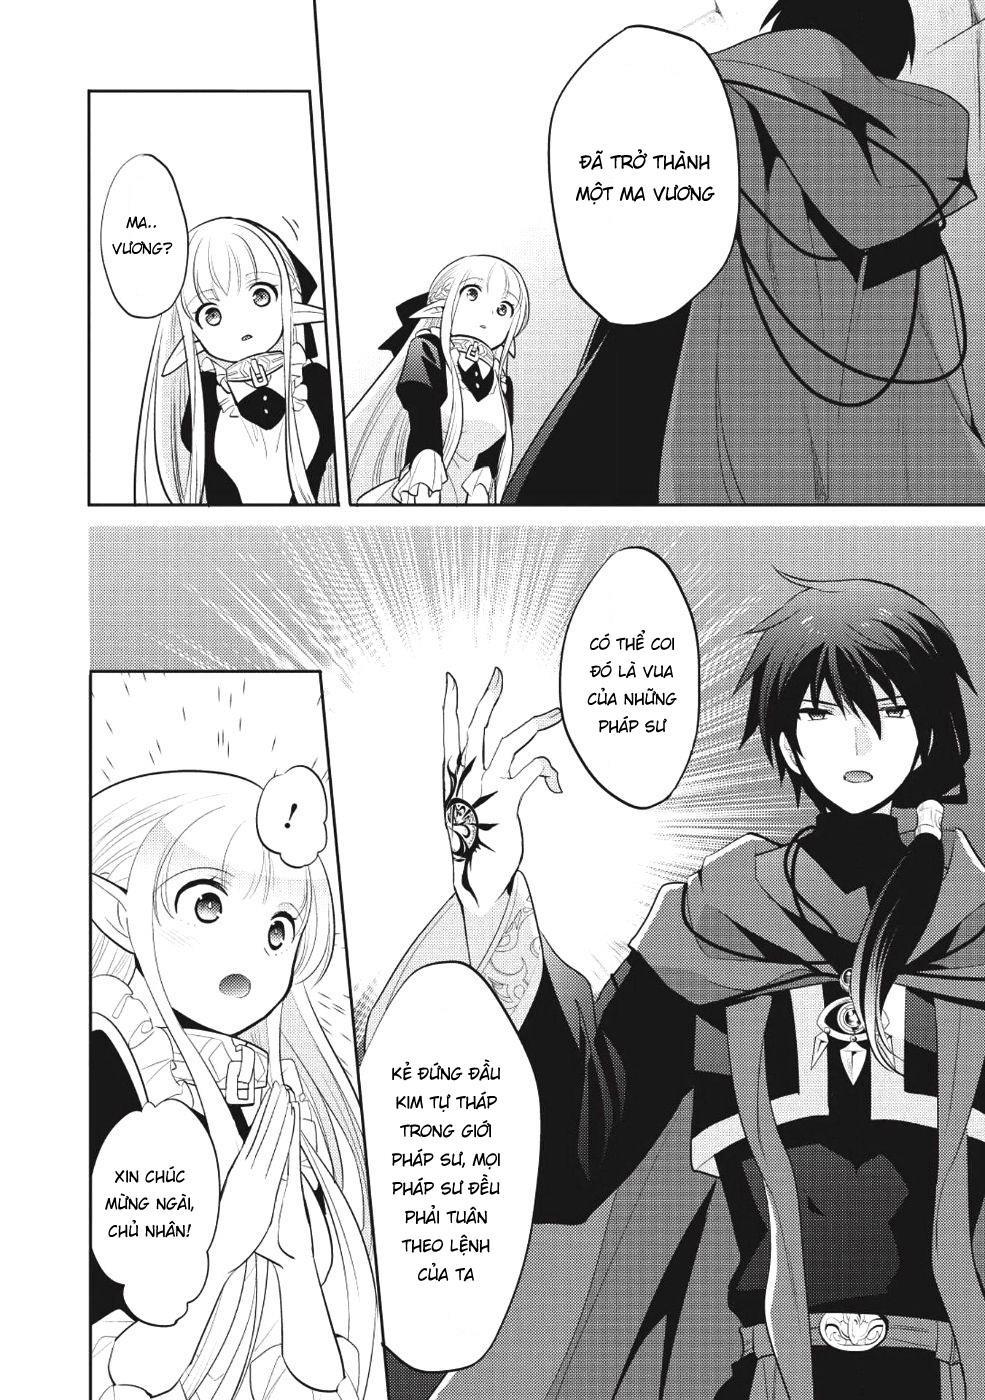 ĐÃ TRỞ THÀNH
MỘT MA VƯƠNG
MA..
VƯƠNG?
CÓ THỂ COI
ĐÓ LÀ VUA
CỦA NHỮNG
PHÁP SƯ
KẺ ĐỨNG ĐẦU
KIM TỰ THÁP
TRONG GIỚI
PHÁP SƯ, MỌI
PHÁP SƯ ĐỀU
PHẢI TUÂN
THEO LỆNH
CỦA TA
!
XIN CHÚC
MỪNG NGÀI,
CHỦ NHÂN!